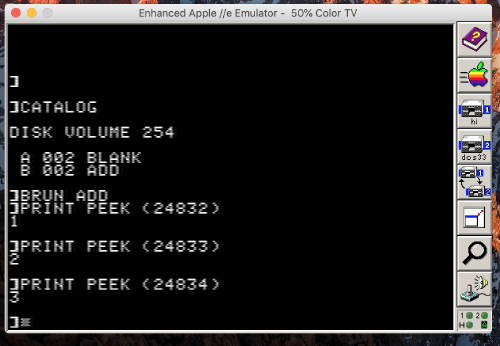 Enhanced Apple //e Emulator - 50% Color TV
]
]CATALOG
DISK VOLUME 254
A 002 BLANK
B 002 ADD
]BRUN ADD
]PRINT PEEK (24832)
1
]PRINT PEEK (24833)
2
]PRINT PEEK (24834)
3
]※
?
1
hi
2
dos33
1
2
1 2
H A